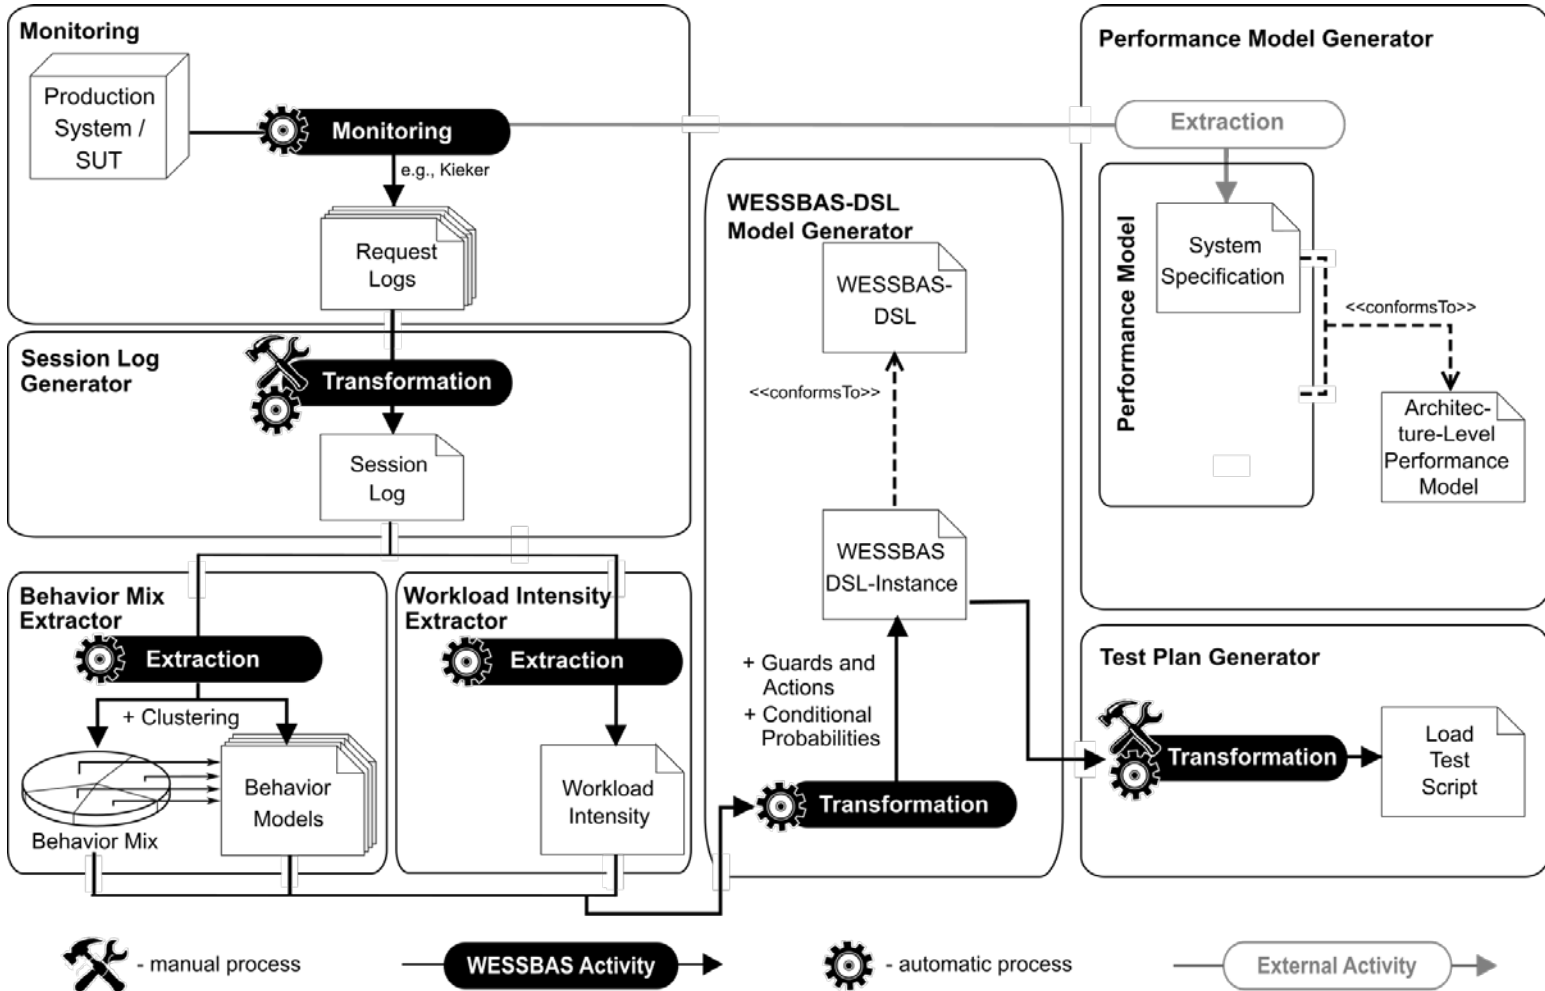 Monitoring
Production
System /
SUT
Monitoring
e.g., Kieker
Request
Logs
Session Log
Generator
Transformation
Session
Log
Behavior Mix
Extractor
Extraction
+ Clustering
Behavior Mix
Behavior
Models
Workload Intensity
Extractor
Extraction
Workload
Intensity
WESSBAS-DSL
Model Generator
WESSBAS-
DSL
<<conformsTo>>
WESSBAS
DSL-Instance
+ Guards and
Actions
+ Conditional
Probabilities
Transformation
Performance Model Generator
Extraction
Performance Model
System
Specification
<<conformsTo>>
Architec-
ture-Level
Performance
Model
Test Plan Generator
Transformation
Load
Test
Script
- manual process
WESSBAS Activity
- automatic process
External Activity